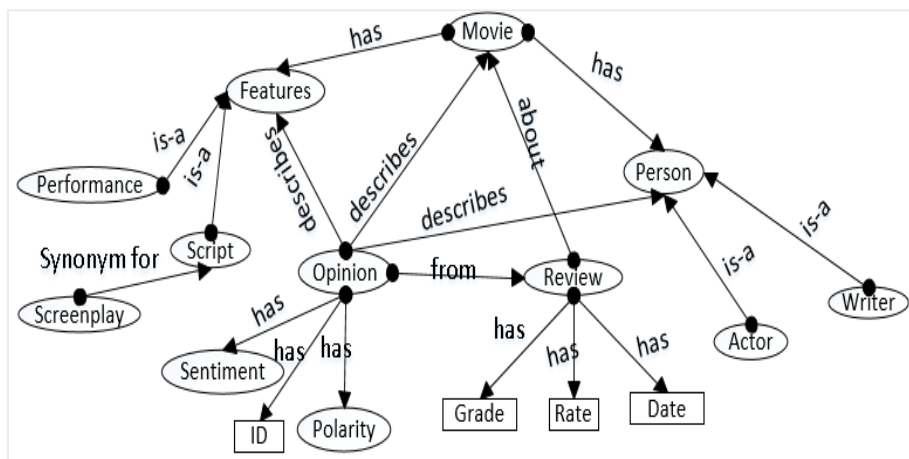 Movie
has
has
Features
is-a
is-a
describes
describes
about
describes
Person
Performance
is-a
is-a
Synonym for
Script
Opinion
from
Review
Screenplay
Writer
Actor
has
has
has
has
has
has
Sentiment
ID
Polarity
Grade
Rate
Date